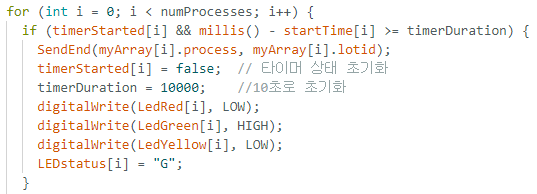 for (int i = 0; i < numProcesses; i++) {
if (timerStarted[i] && millis() - startTime[i] >= timerDuration) {
SendEnd(myArray[i].process, myArray[i].lotid);
timerStarted[i] = false;  // 타이머 상태 초기화
timerDuration = 10000;    //10초로 초기화
digitalWrite(LedRed[i], LOW);
digitalWrite(LedGreen[i], HIGH);
digitalWrite(LedYellow[i], LOW);
LEDstatus[i] = "G";
}